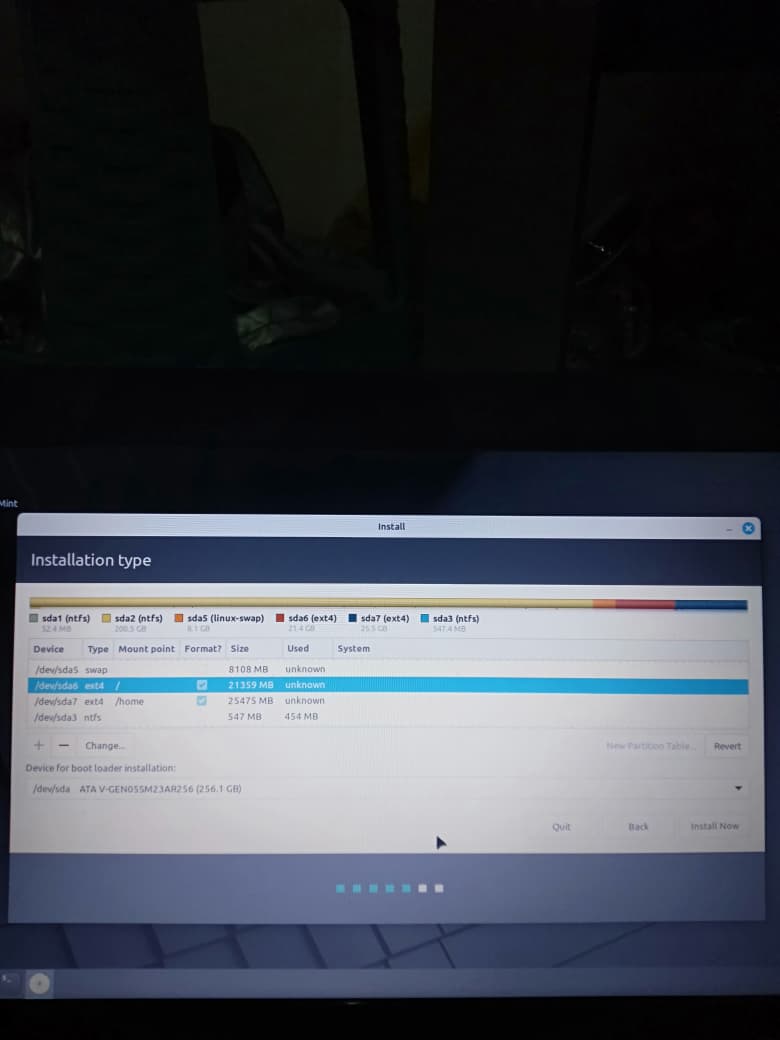 Mint
Install
Installation type
sda1 (ntfs) sda2 (ntfs) sda5 (linux-swap) sda6 (ext4) sda7 (ext4) sda3 (ntfs)
52.4 MB 200.5 GB 8.1 GB 21.4 GB 25.5 GB 547.4 MB
Device Type Mount point Format? Size Used System
/dev/sda5 swap 8108 MB unknown
/dev/sda6 ext4 / 21359 MB unknown
/dev/sda7 ext4 /home 25475 MB unknown
/dev/sda3 ntfs 547 MB 454 MB
+ − Change... New Partition Table... Revert
Device for boot loader installation:
/dev/sda ATA V-GEN05SM23AR256 (256.1 GB)
Quit Back Install Now